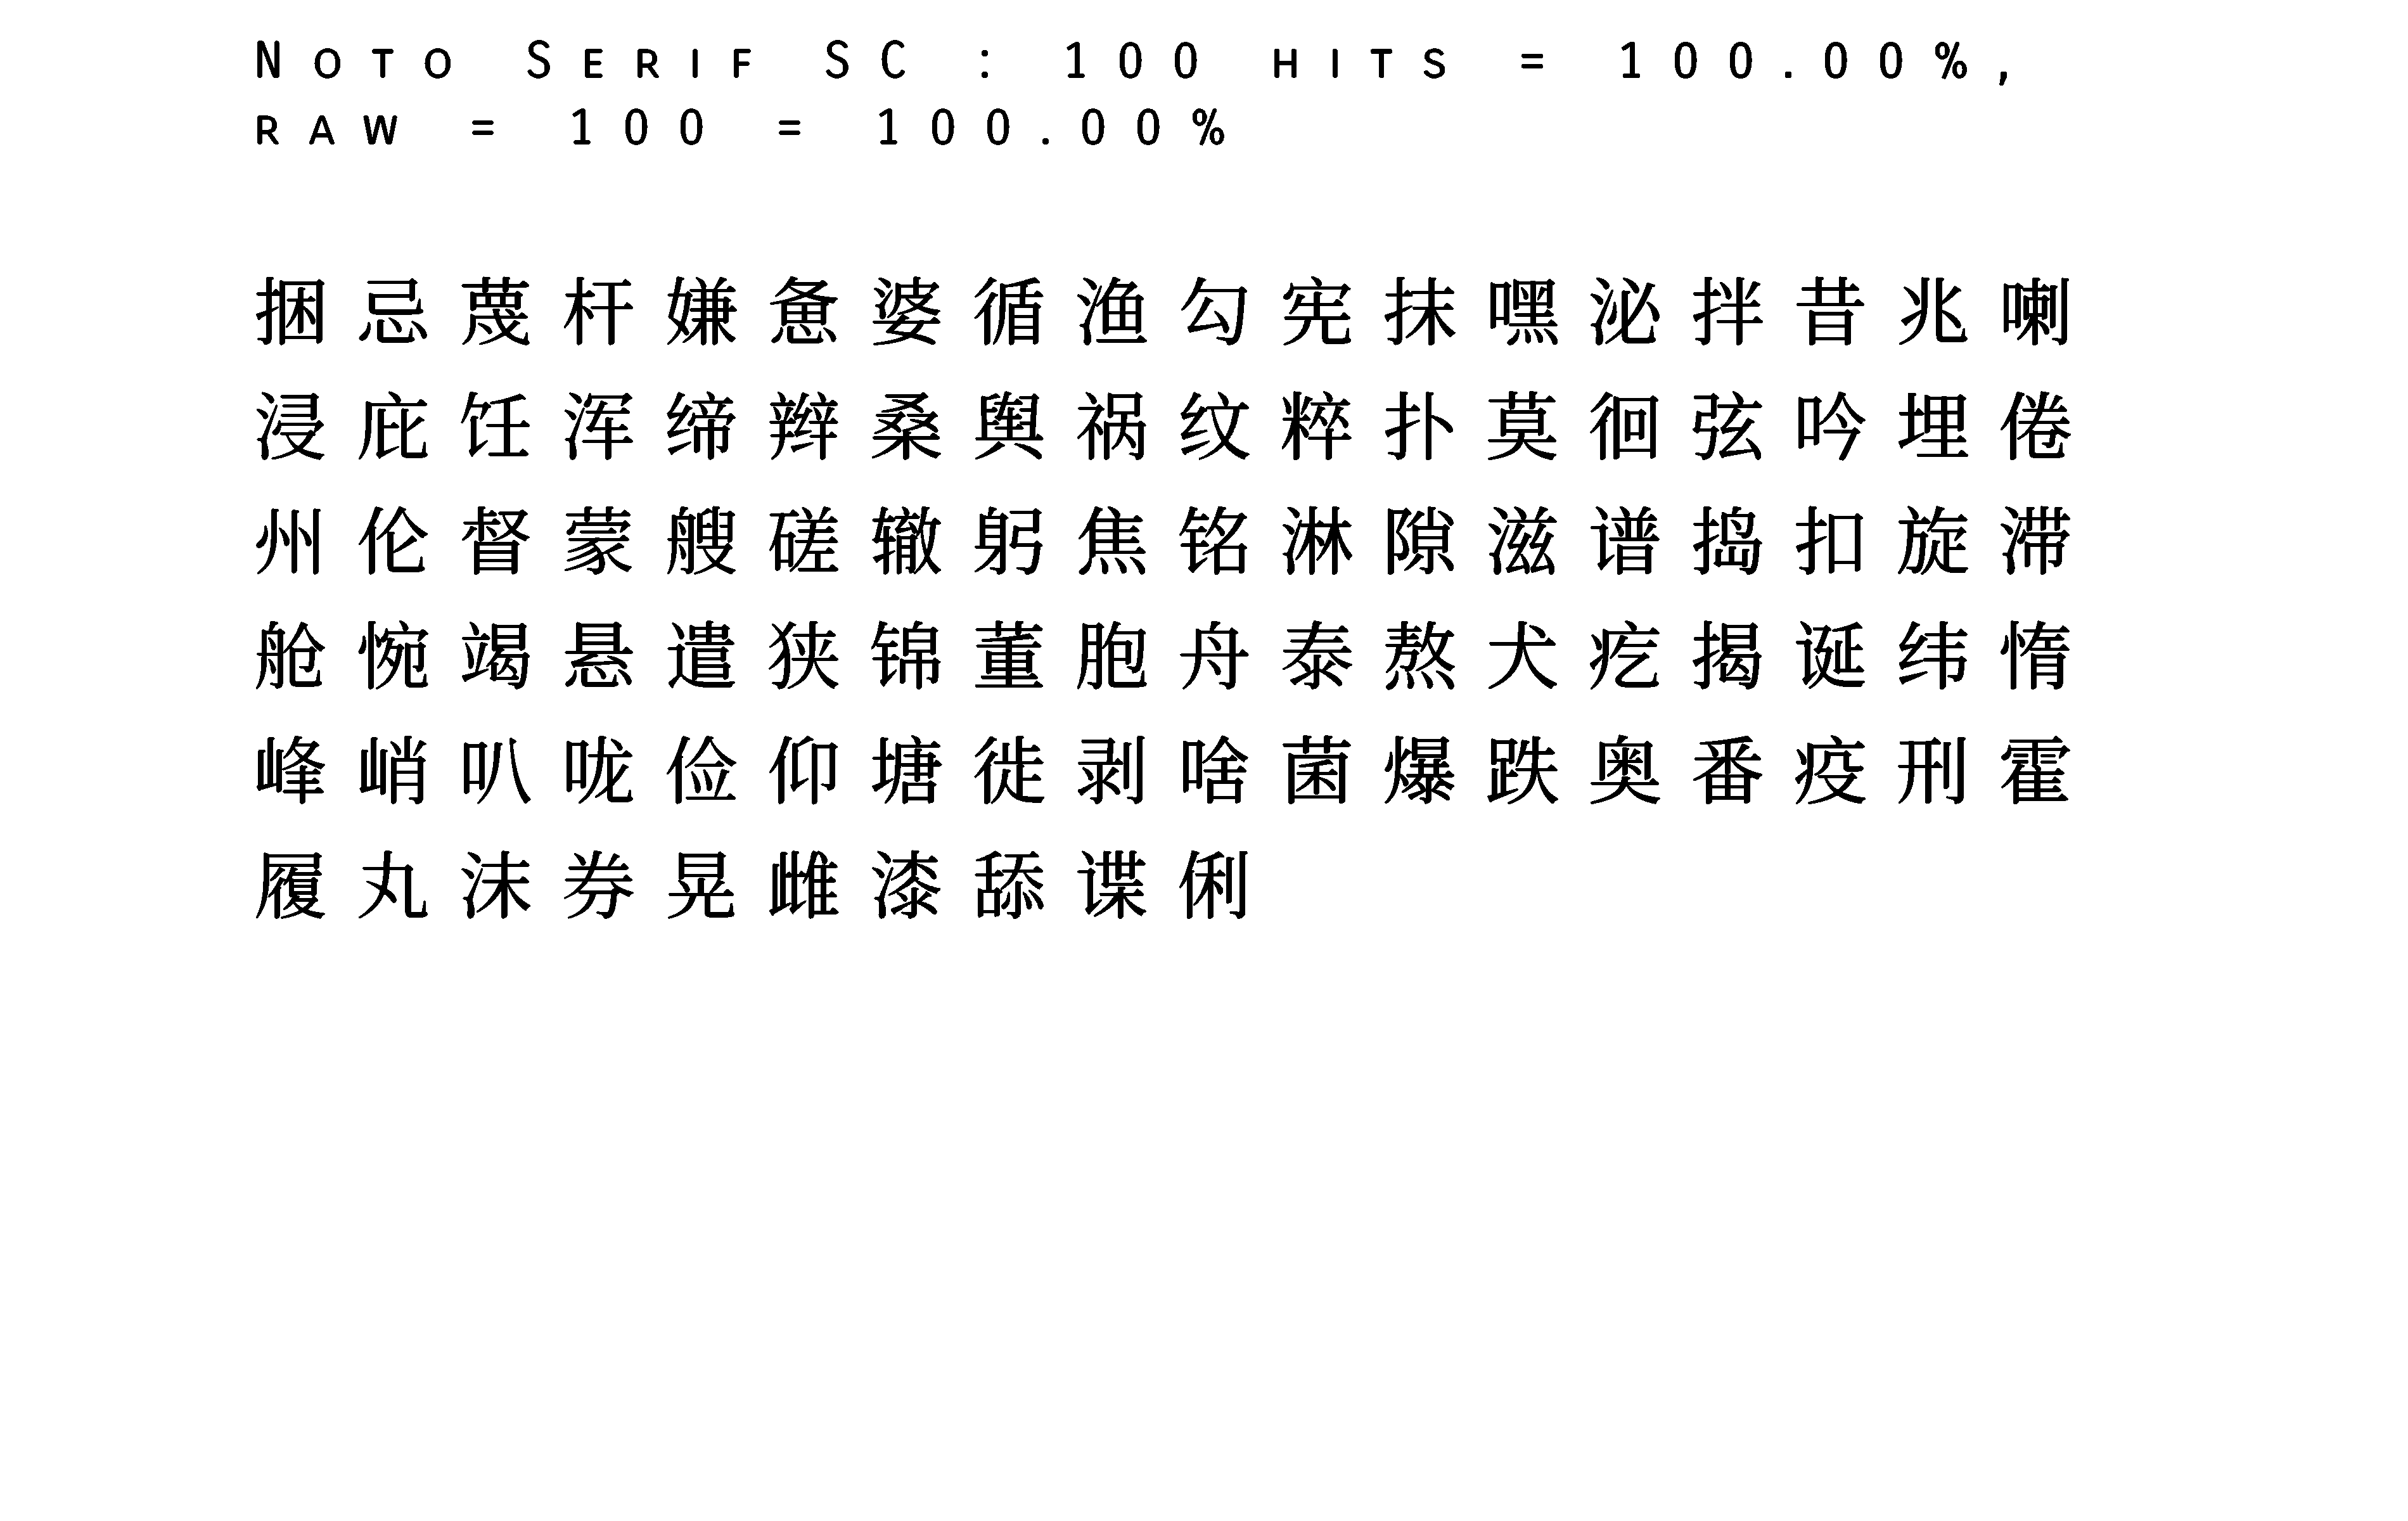 Noto Serif SC : 100 hits = 100.00%,
raw = 100 = 100.00%
捆忌蔑杆嫌惫婆循渔勾宪抹嘿泌拌昔兆喇
浸庇饪浑缔辫桑舆祸纹粹扑莫徊弦吟埋倦
州伦督蒙艘磋辙躬焦铭淋隙滋谱捣扣旋滞
舱惋竭悬遣狭锦董胞舟泰熬犬疙揭诞纬惰
峰峭叭咙俭仰塘徒剥啥菌爆跌奥番疫刑霍
履丸沫券晃雌漆舔谍俐